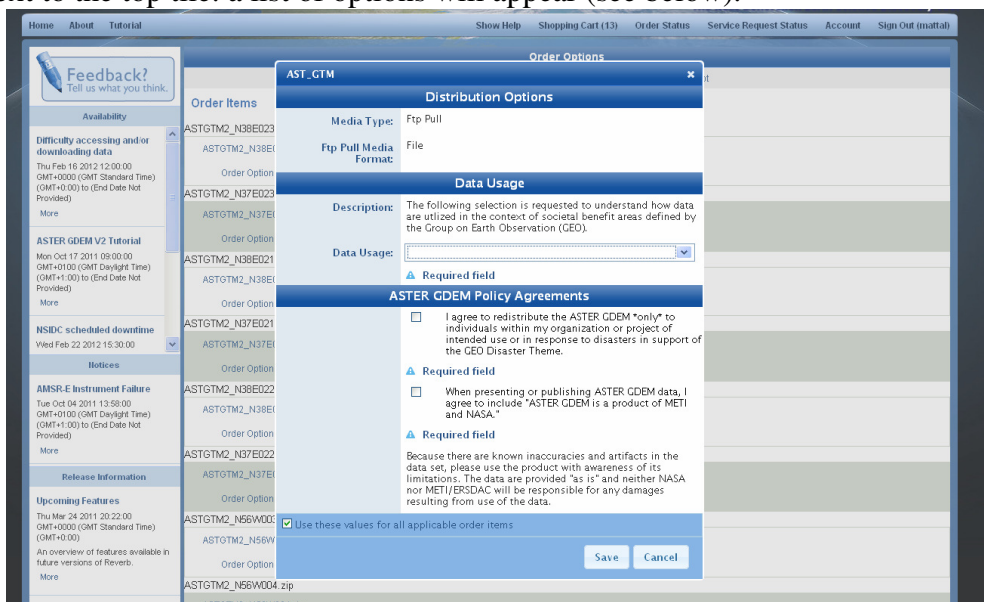 Home About Tutorial Show Help Shopping Cart (13) Order Status Service Request Status Account Sign Out (mattal)
Feedback?
Tell us what you think.
Availability
Difficulty accessing and/or
downloading data
Thu Feb 16 2012 12:00:00
GMT+0000 (GMT Standard Time)
(GMT+0:00) to (End Date Not
Provided)
More
ASTER GDEM V2 Tutorial
Mon Oct 17 2011 09:00:00
GMT+0100 (GMT Daylight Time)
(GMT+1:00) to (End Date Not
Provided)
More
NSIDC scheduled downtime
Wed Feb 22 2012 15:30:00
Notices
AMSR-E Instrument Failure
Tue Oct 04 2011 13:58:00
GMT+0100 (GMT Daylight Time)
(GMT+1:00) to (End Date Not
Provided)
More
Release Information
Upcoming Features
Thu Mar 24 2011 20:22:00
GMT+0000 (GMT Standard Time)
(GMT+0:00)
An overview of features available in
future versions of Reverb.
More
Order Options
Order Items
ASTGTM2_N38E023
ASTGTM2_N38E
Order Option
ASTGTM2_N37E023
ASTGTM2_N37E
Order Option
ASTGTM2_N38E021
ASTGTM2_N38E
Order Option
ASTGTM2_N37E021
ASTGTM2_N37E
Order Option
ASTGTM2_N38E022
ASTGTM2_N38E
Order Option
ASTGTM2_N37E022
ASTGTM2_N37E
Order Option
ASTGTM2_N56W003
ASTGTM2_N56W
Order Option
ASTGTM2_N56W004.zip
AST_GTM ×
Distribution Options
Media Type: Ftp Pull
Ftp Pull Media File
Format:
Data Usage
Description: The following selection is requested to understand how data
are utlized in the context of societal benefit areas defined by
the Group on Earth Observation (GEO).
Data Usage:
Required field
ASTER GDEM Policy Agreements
I agree to redistribute the ASTER GDEM *only* to
individuals within my organization or project of
intended use or in response to disasters in support of
the GEO Disaster Theme.
Required field
When presenting or publishing ASTER GDEM data, I
agree to include "ASTER GDEM is a product of METI
and NASA."
Required field
Because there are known inaccuracies and artifacts in the
data set, please use the product with awareness of its
limitations. The data are provided "as is" and neither NASA
nor METI/ERSDAC will be responsible for any damages
resulting from use of the data.
Use these values for all applicable order items
Save Cancel